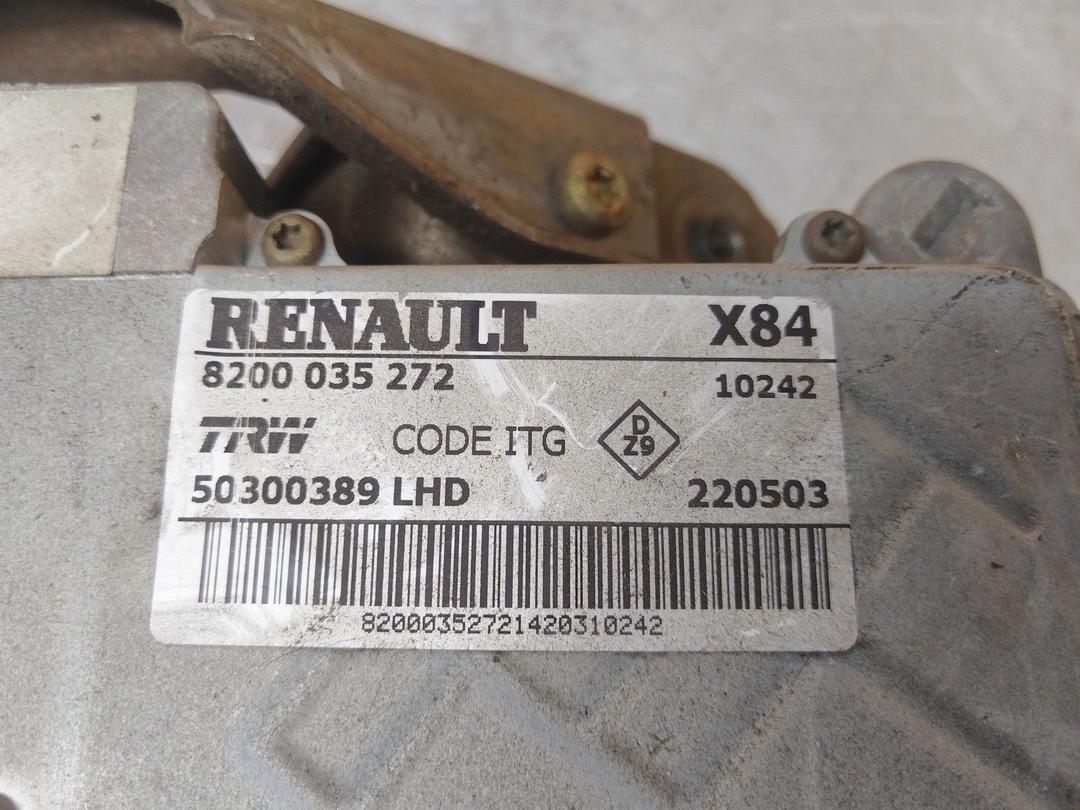 RENAULT X84
8200 035 272 10242
TRW CODE ITG D Z9
50300389 LHD 220503
82000352721420310242